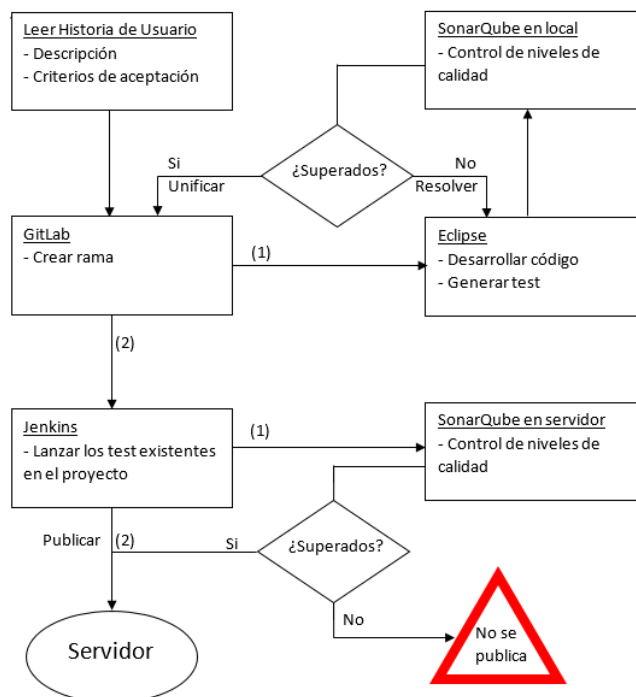 Leer Historia de Usuario
- Descripción
- Criterios de aceptación
SonarQube en local
- Control de niveles de
calidad
¿Superados?
Si
Unificar
No
Resolver
GitLab
- Crear rama
(1)
Eclipse
- Desarrollar código
- Generar test
(2)
Jenkins
- Lanzar los test existentes
en el proyecto
(1)
SonarQube en servidor
- Control de niveles de
calidad
Publicar
(2)
Si
¿Superados?
No
Servidor
No se
publica